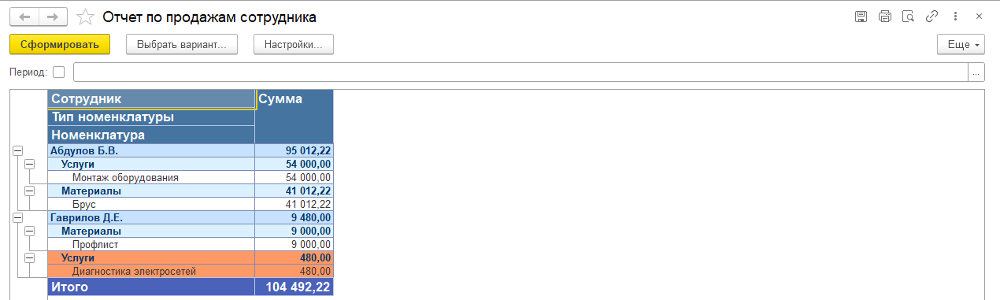 Отчет по продажам сотрудника
Сформировать Выбрать вариант... Настройки... Еще
Период: ...
Сотрудник Сумма
Тип номенклатуры
Номенклатура
Абдулов Б.В. 95 012,22
Услуги 54 000,00
Монтаж оборудования 54 000,00
Материалы 41 012,22
Брус 41 012,22
Гаврилов Д.Е. 9 480,00
Материалы 9 000,00
Профлист 9 000,00
Услуги 480,00
Диагностика электросетей 480,00
Итого 104 492,22